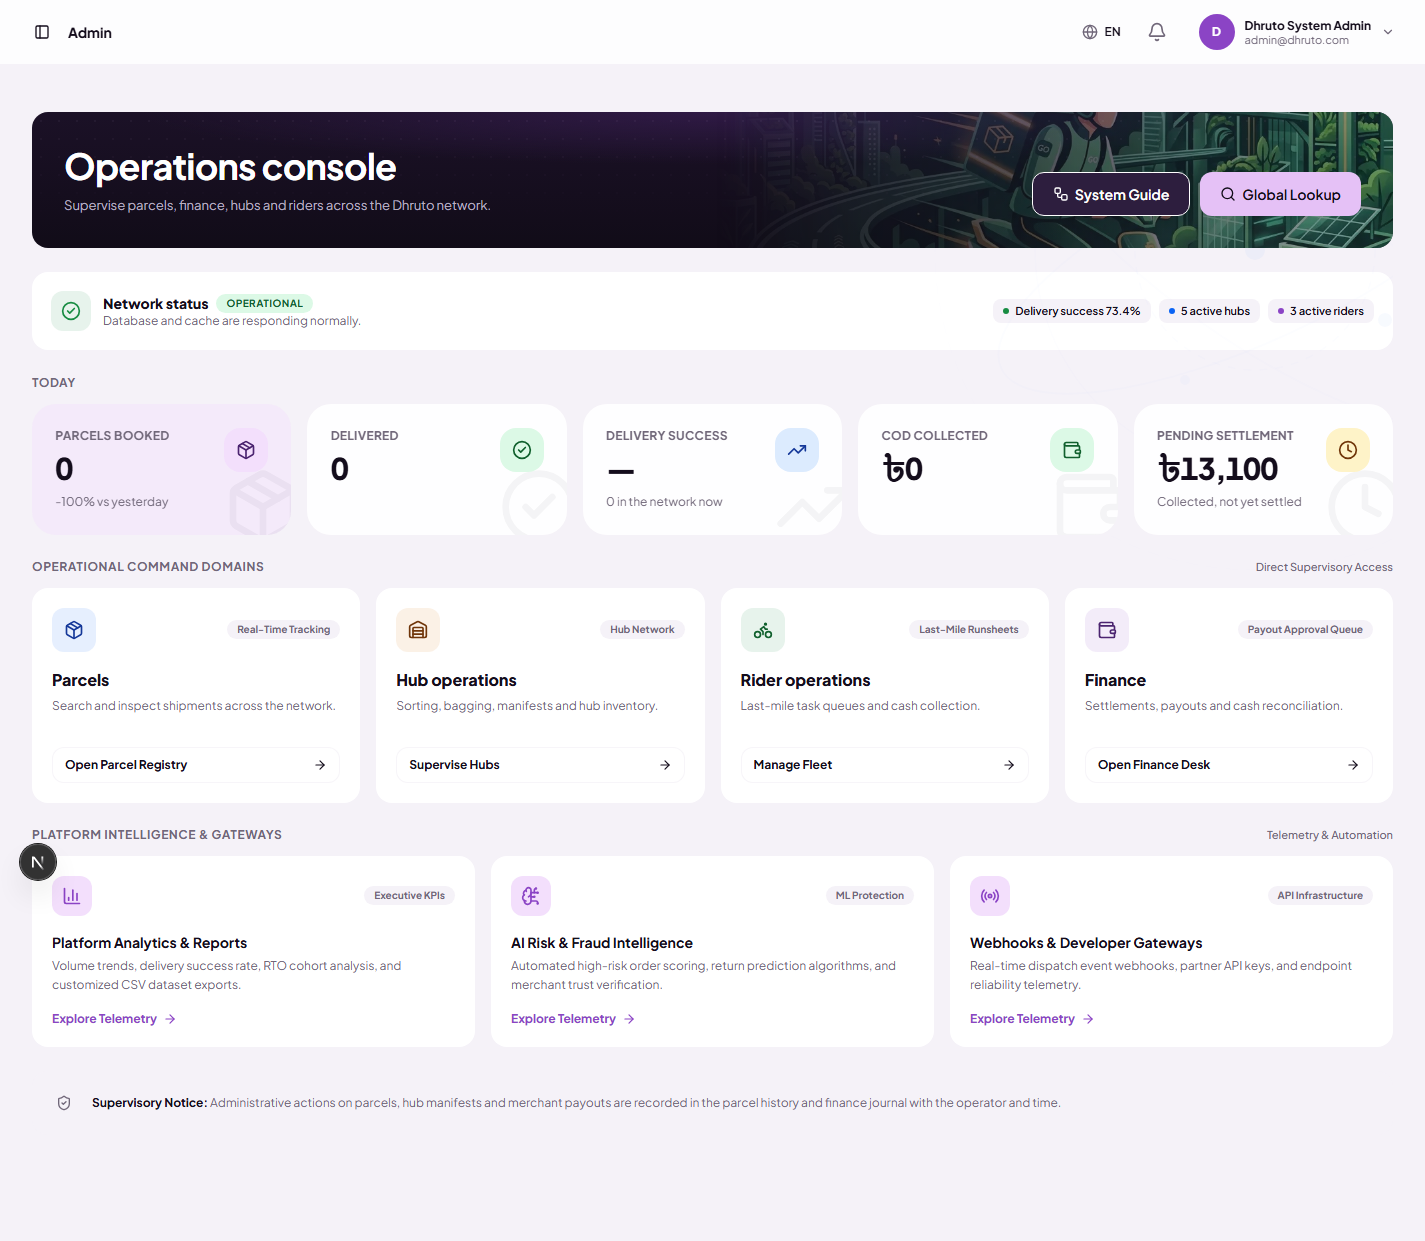 Admin
EN
D
Dhruto System Admin
admin@dhruto.com
Operations console
Supervise parcels, finance, hubs and riders across the Dhruto network.
GO
GO
System Guide
Global Lookup
Network status
OPERATIONAL
Database and cache are responding normally.
Delivery success 73.4%
5 active hubs
3 active riders
TODAY
PARCELS BOOKED
0
-100% vs yesterday
DELIVERED
0
DELIVERY SUCCESS
—
0 in the network now
COD COLLECTED
৳0
PENDING SETTLEMENT
৳13,100
Collected, not yet settled
OPERATIONAL COMMAND DOMAINS
Direct Supervisory Access
Real-Time Tracking
Parcels
Search and inspect shipments across the network.
Open Parcel Registry
Hub Network
Hub operations
Sorting, bagging, manifests and hub inventory.
Supervise Hubs
Last-Mile Runsheets
Rider operations
Last-mile task queues and cash collection.
Manage Fleet
Payout Approval Queue
Finance
Settlements, payouts and cash reconciliation.
Open Finance Desk
PLATFORM INTELLIGENCE & GATEWAYS
Telemetry & Automation
N
Executive KPIs
Platform Analytics & Reports
Volume trends, delivery success rate, RTO cohort analysis, and
customized CSV dataset exports.
Explore Telemetry
ML Protection
AI Risk & Fraud Intelligence
Automated high-risk order scoring, return prediction algorithms, and
merchant trust verification.
Explore Telemetry
API Infrastructure
Webhooks & Developer Gateways
Real-time dispatch event webhooks, partner API keys, and endpoint
reliability telemetry.
Explore Telemetry
Supervisory Notice: Administrative actions on parcels, hub manifests and merchant payouts are recorded in the parcel history and finance journal with the operator and time.